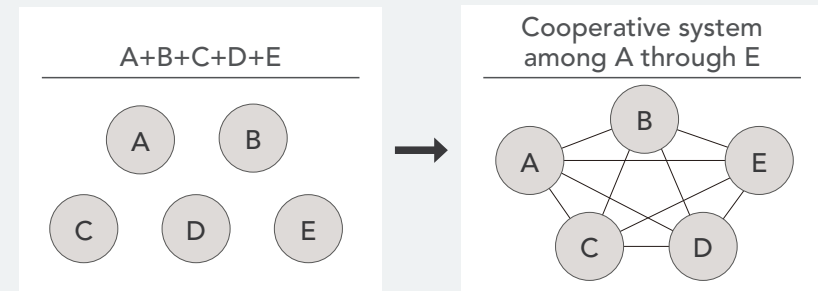 A+B+C+D+E
A
B
C
D
E
Cooperative system
among A through E
B
A
E
C
D